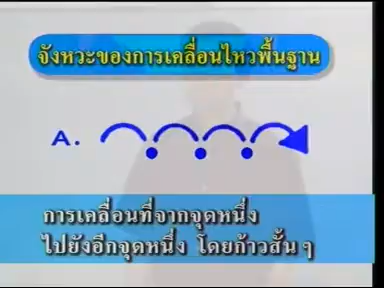 จังหวะของการเคลื่อนไหวพื้นฐาน
A.
การเคลื่อนที่จากจุดหนึ่ง
ไปยังอีกจุดหนึ่ง โดยก้าวสั้นๆ